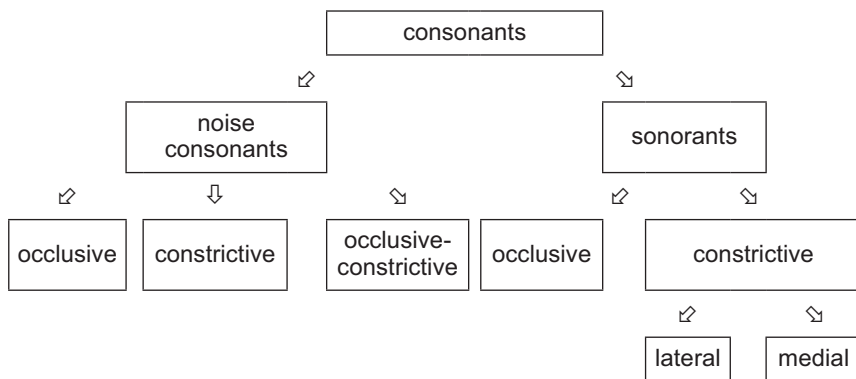 consonants
noise
consonants
sonorants
occlusive
constrictive
occlusive-
constrictive
occlusive
constrictive
lateral
medial